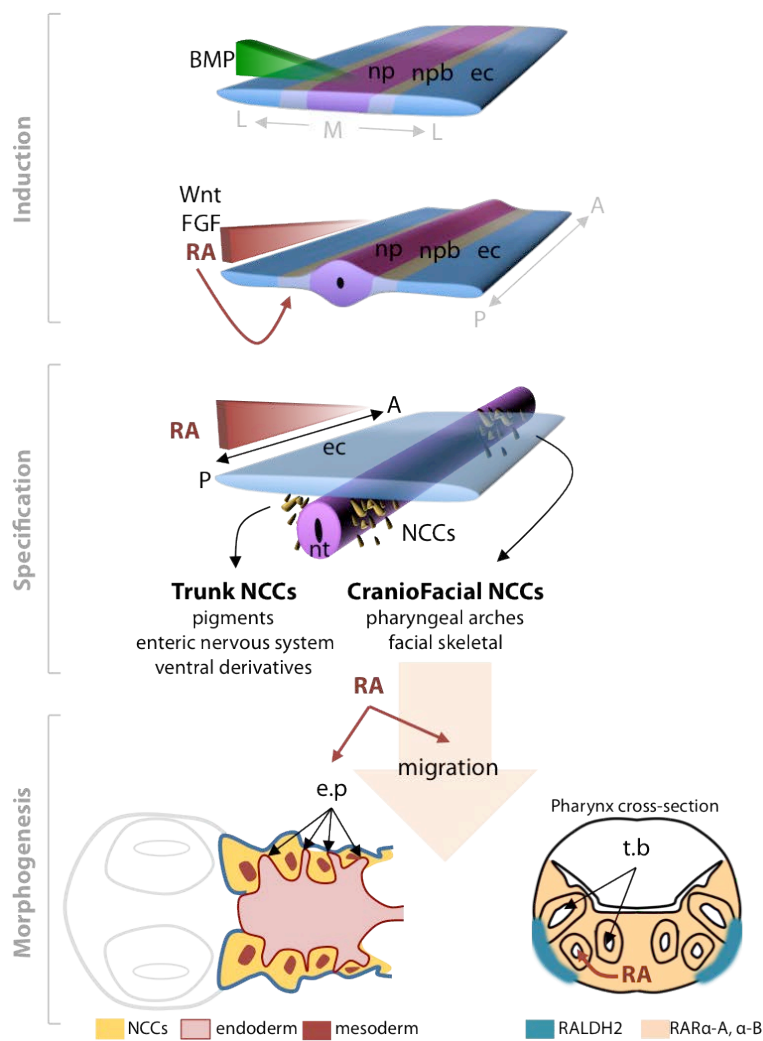 Induction
BMP
np npb ec
L M L
Wnt
FGF
RA
np npb ec
A
P
Specification
RA
A
ec
P
nt
NCCs
Trunk NCCs
pigments
enteric nervous system
ventral derivatives
CranioFacial NCCs
pharyngeal arches
facial skeletal
Morphogenesis
RA
migration
e.p
Pharynx cross-section
t.b
RA
NCCs endoderm mesoderm
RALDH2 RARα-A, α-B